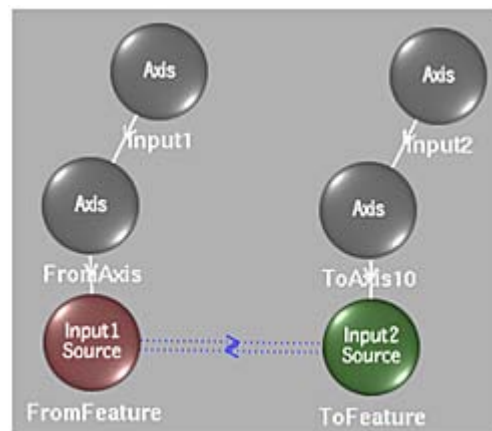 Axis
Input1
Axis
FromAxis
Input1
Source
FromFeature
Axis
Input2
Axis
ToAxis10
Input2
Source
ToFeature